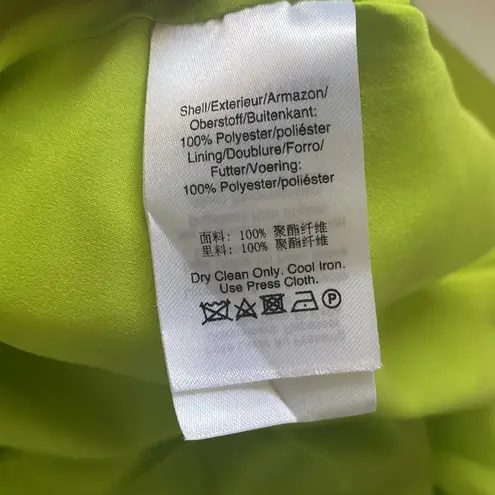 Shell/Exterieur/Armazon/
Oberstoff/Buitenkant:
100% Polyester/poliéster
Lining/Doublure/Forro/
Futter/Voering:
100% Polyester/poliéster
面料: 100% 聚酯纤维
里料: 100% 聚酯纤维
Dry Clean Only. Cool Iron.
Use Press Cloth.
P